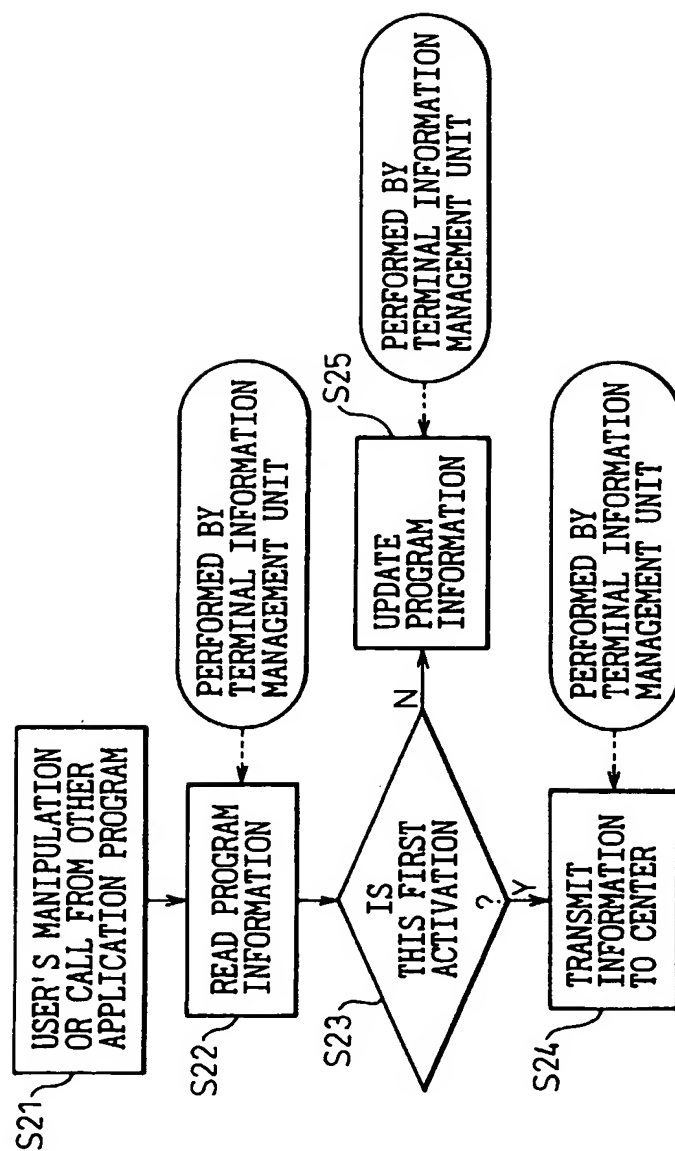 S21
USER'S MANIPULATION
OR CALL FROM OTHER
APPLICATION PROGRAM
S22
READ PROGRAM
INFORMATION
PERFORMED BY
TERMINAL INFORMATION
MANAGEMENT UNIT
S23
IS
THIS FIRST
ACTIVATION
?
N
Y
S25
UPDATE
PROGRAM
INFORMATION
PERFORMED BY
TERMINAL INFORMATION
MANAGEMENT UNIT
S24
TRANSMIT
INFORMATION
TO CENTER
PERFORMED BY
TERMINAL INFORMATION
MANAGEMENT UNIT